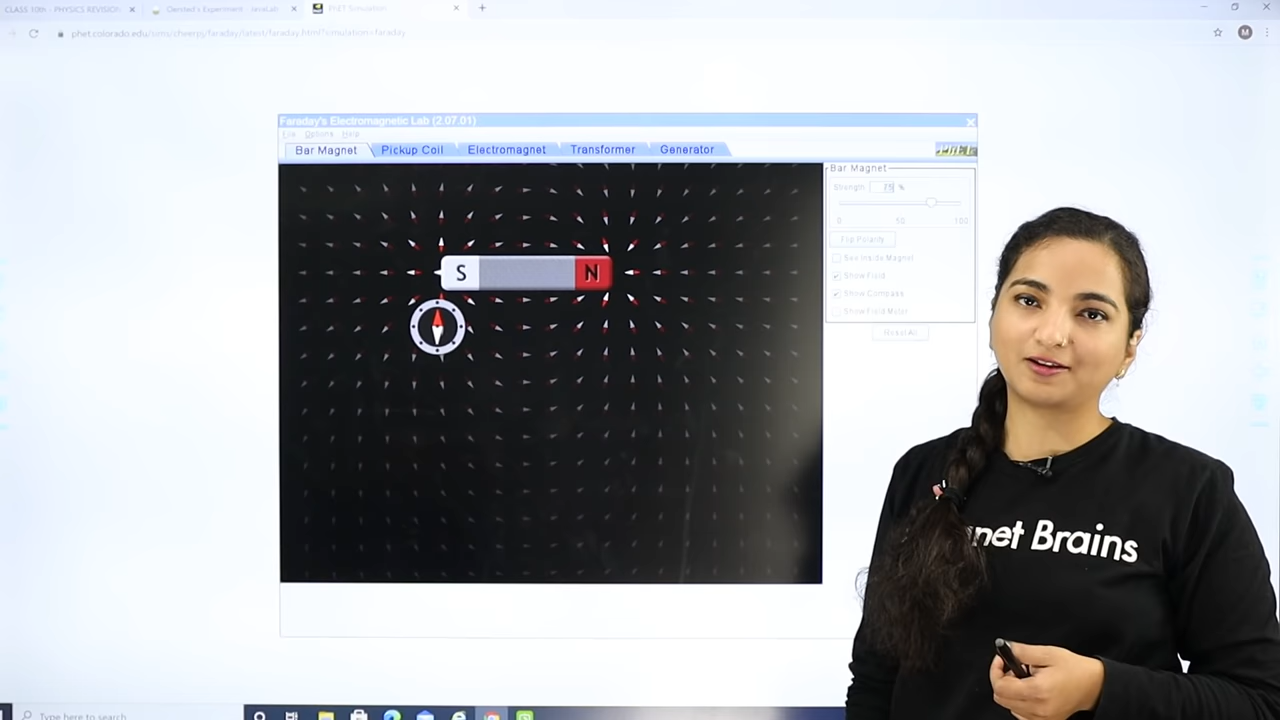 CLASS 10th - PHYSICS REVISION
Oersted's Experiment - JavaLab
PhET Simulation
phet.colorado.edu/sims/cheerpj/faraday/latest/faraday.html?simulation=faraday
M
Faraday's Electromagnetic Lab (2.07.01)
File Options Help
Bar Magnet Pickup Coil Electromagnet Transformer Generator
PhET
Bar Magnet
Strength 75 %
0 50 100
Flip Polarity
See Inside Magnet
Show Field
Show Compass
Show Field Meter
Reset All
S N
net Brains
Type here to search